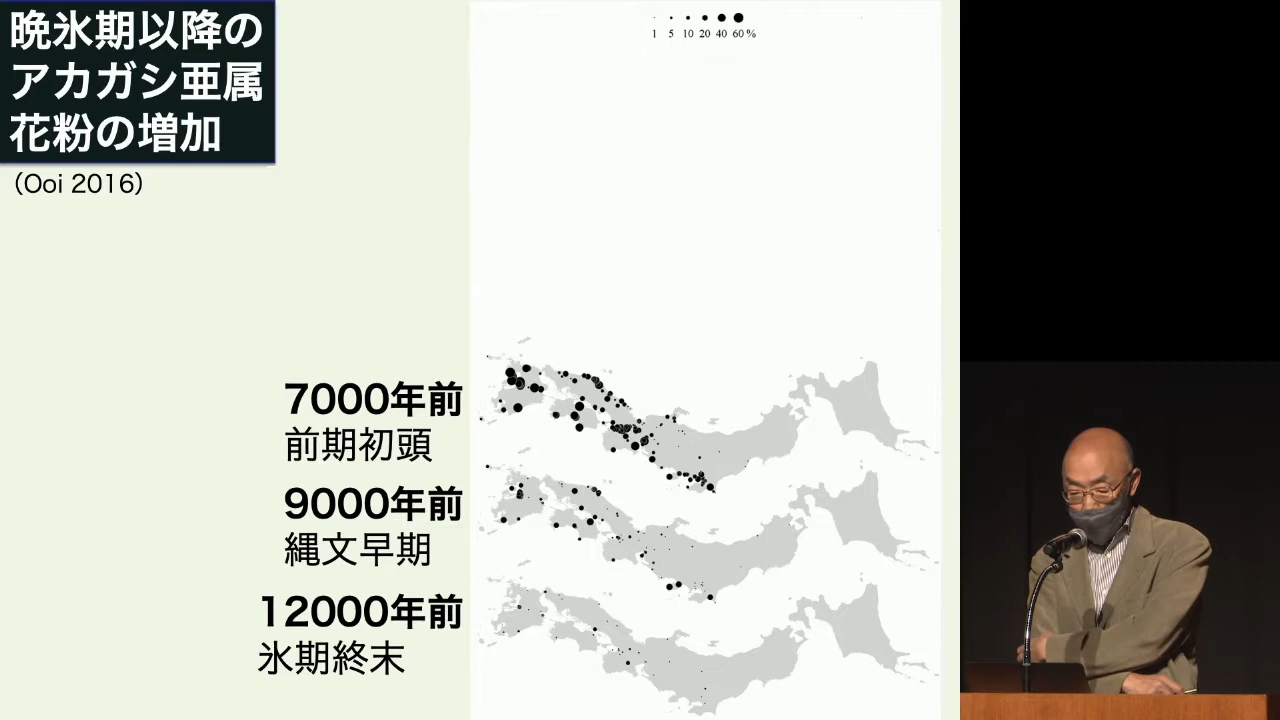 晩氷期以降の
アカガシ亜属
花粉の増加
（Ooi 2016）
1 5 10 20 40 60 %
7000年前
前期初頭
9000年前
縄文早期
12000年前
氷期終末